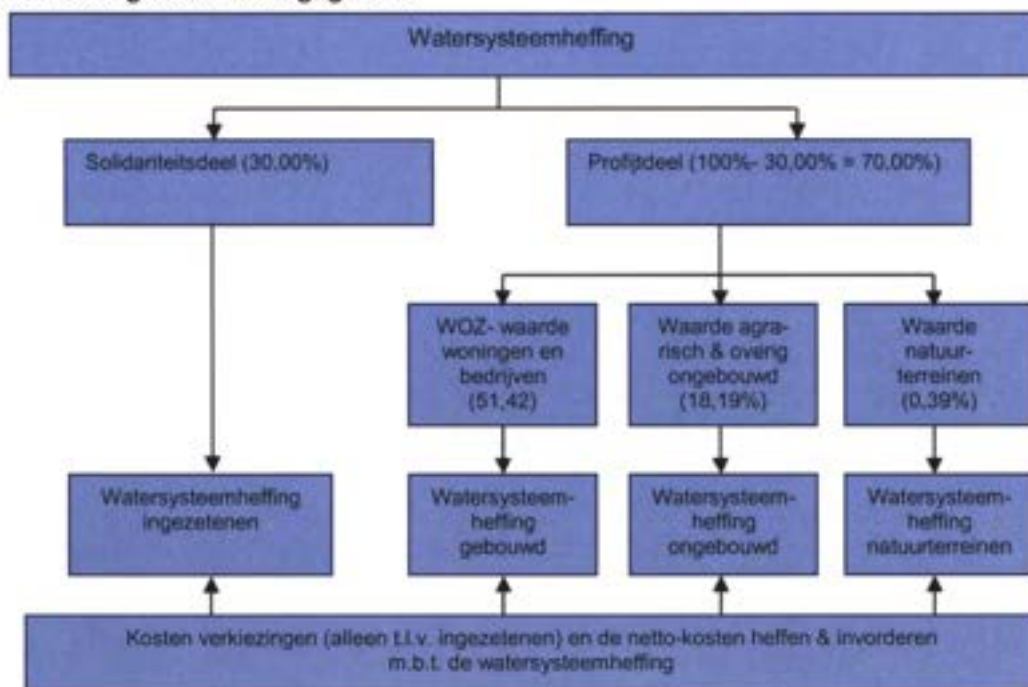 Watersysteemheffing
Solidariteitsdeel (30,00%)
Profijtdeel (100%- 30,00% = 70,00%)
WOZ- waarde
woningen en
bedrijven
(51,42)
Waarde agra-
risch & overig
ongebouwd
(18,19%)
Waarde
natuur-
terreinen
(0,39%)
Watersysteemheffing
ingezetenen
Watersysteem-
heffing
gebouwd
Watersysteem-
heffing
ongebouwd
Watersysteem-
heffing
natuurterreinen
Kosten verkiezingen (alleen t.l.v. ingezetenen) en de netto-kosten heffen & invorderen
m.b.t. de watersysteemheffing